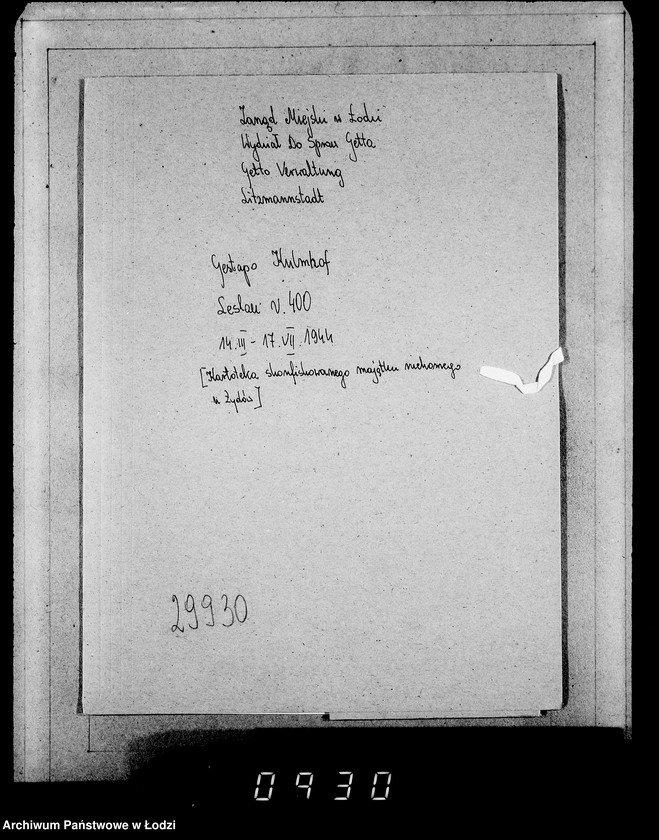 Zarząd Miejski w Łodzi
Wydział Do Spraw Getta
Getto Verwaltung
Litzmannstadt
Gestapo Kulmhof
Leslau V. 400
14.III - 17.VII.1944
[Kartoteka skonfiskowanego majątku ruchomego
u Żydów]
29930
0930
Archiwum Państwowe w Łodzi